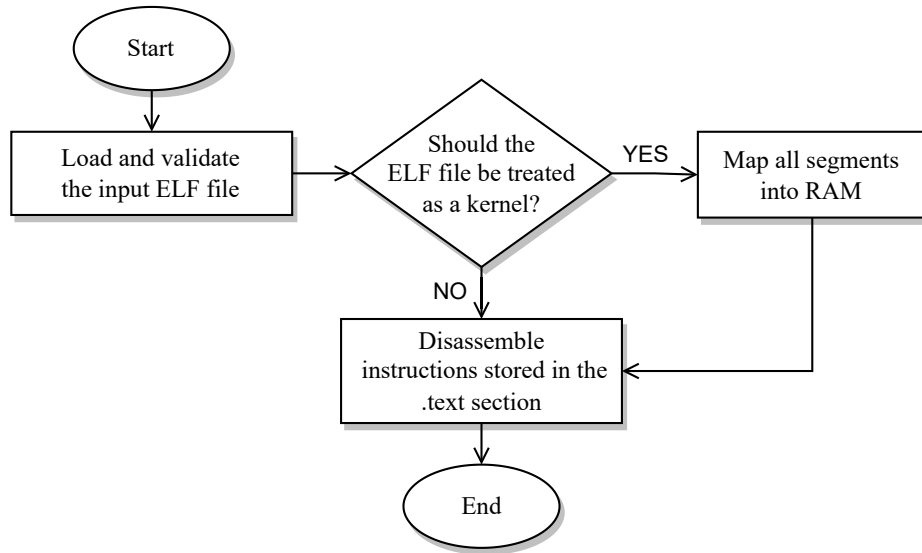 Start
Load and validate
the input ELF file
Should the
ELF file be treated
as a kernel?
YES
Map all segments
into RAM
NO
Disassemble
instructions stored in the
.text section
End